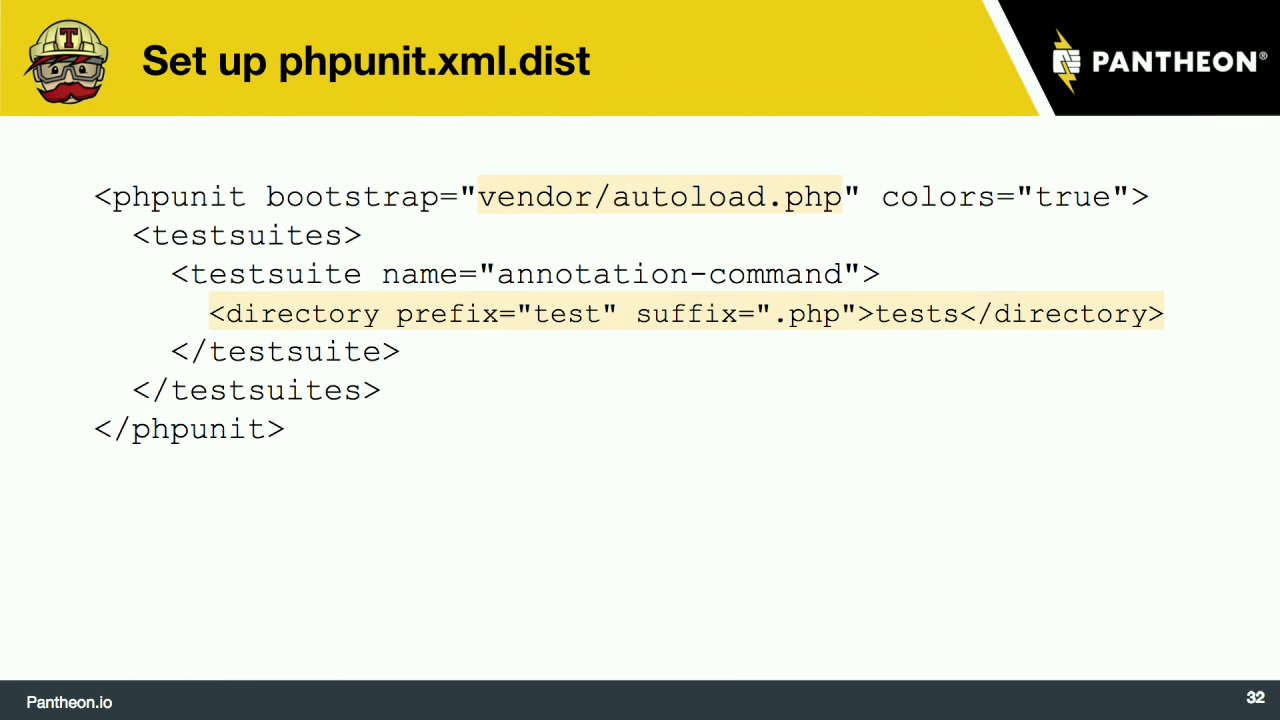 T
Set up phpunit.xml.dist
PANTHEON®
<phpunit bootstrap="vendor/autoload.php" colors="true">
  <testsuites>
    <testsuite name="annotation-command">
      <directory prefix="test" suffix=".php">tests</directory>
    </testsuite>
  </testsuites>
</phpunit>
Pantheon.io
32